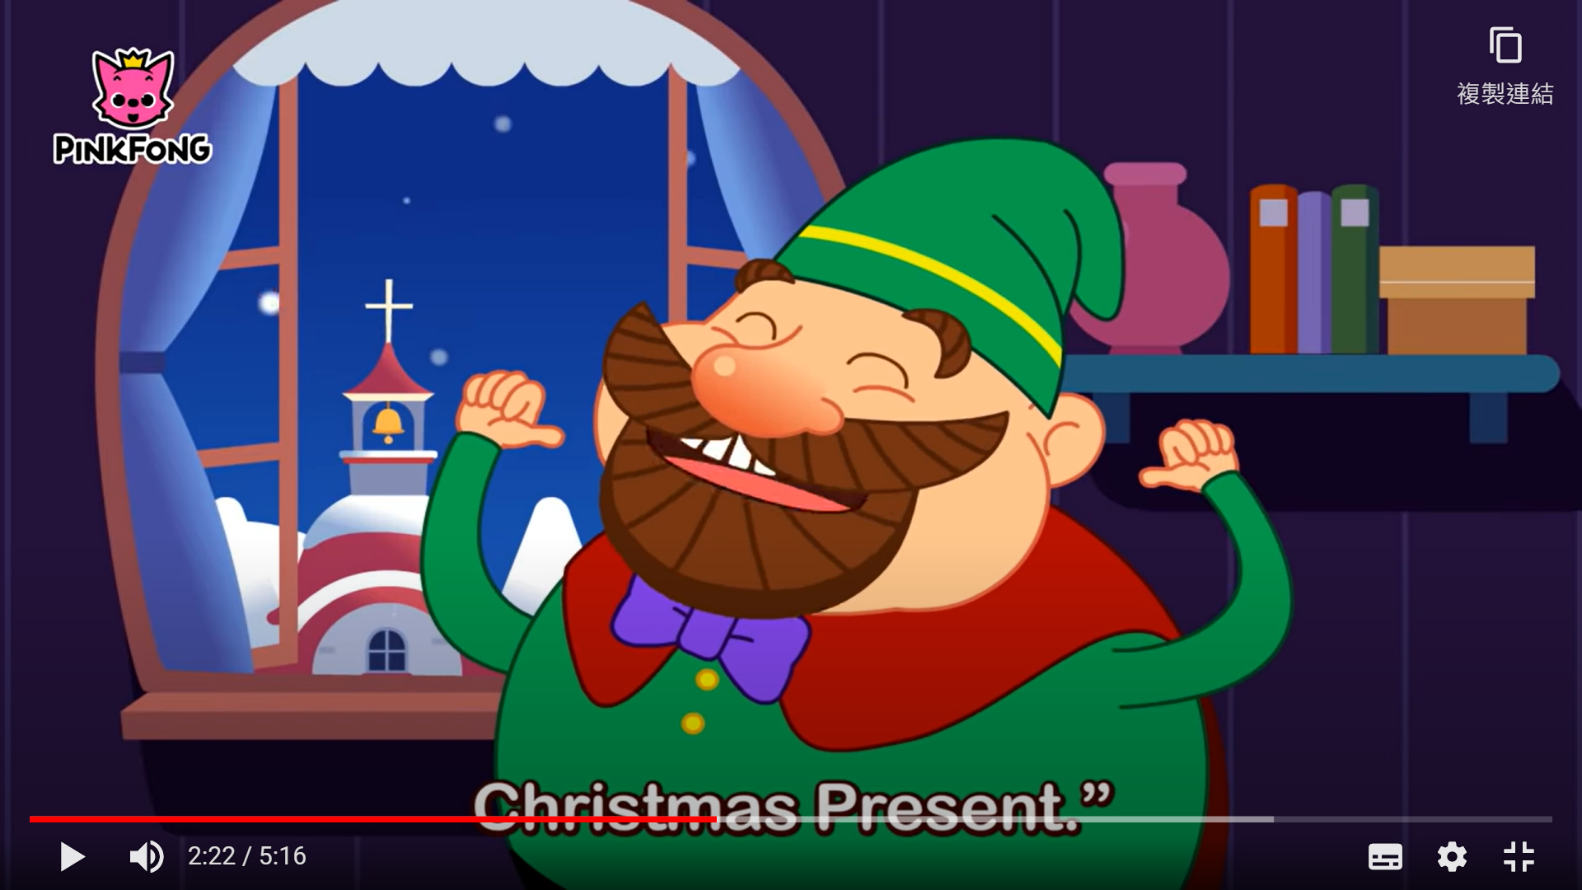 PINKFONG
複製連結
Christmas Present.”
2:22 / 5:16